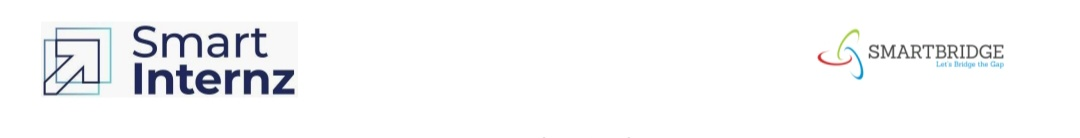 Smart
Internz
SMARTBRIDGE
Let's Bridge the Gap